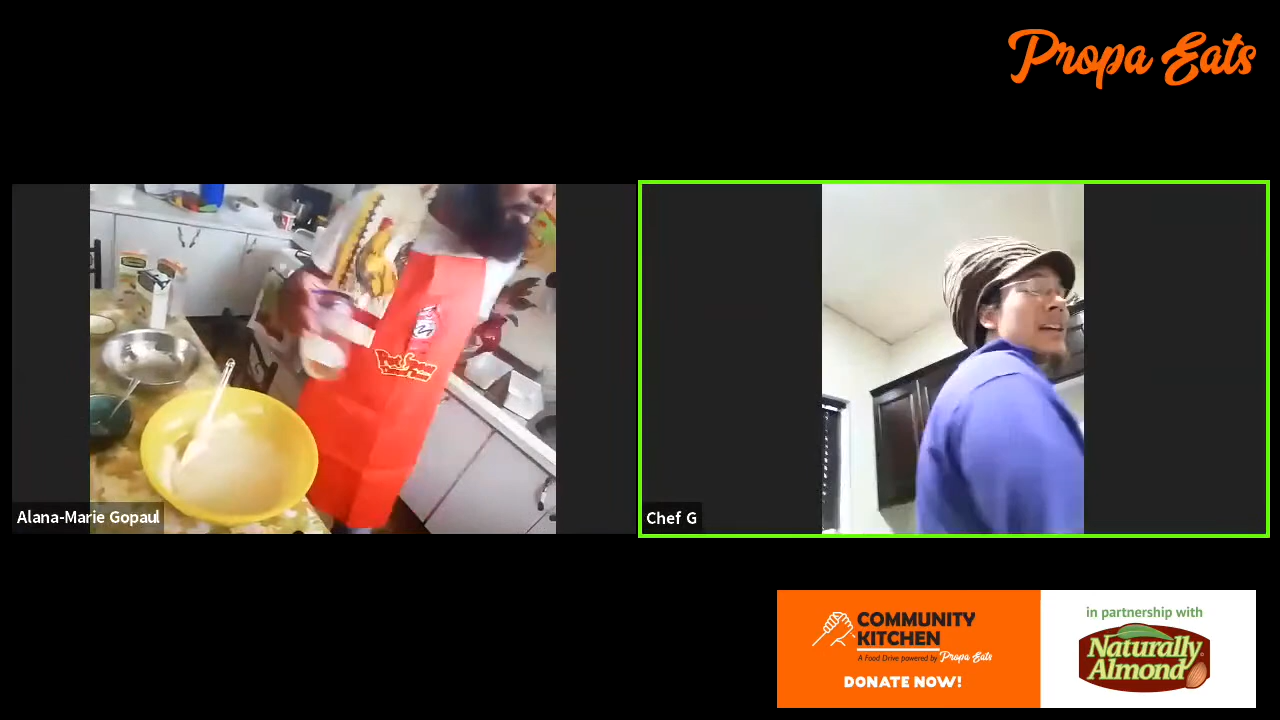 Propa Eats
Alana-Marie Gopaul
Chef G
COMMUNITY
KITCHEN
A Food Drive powered by Propa Eats
DONATE NOW!
in partnership with
Naturally
Almond